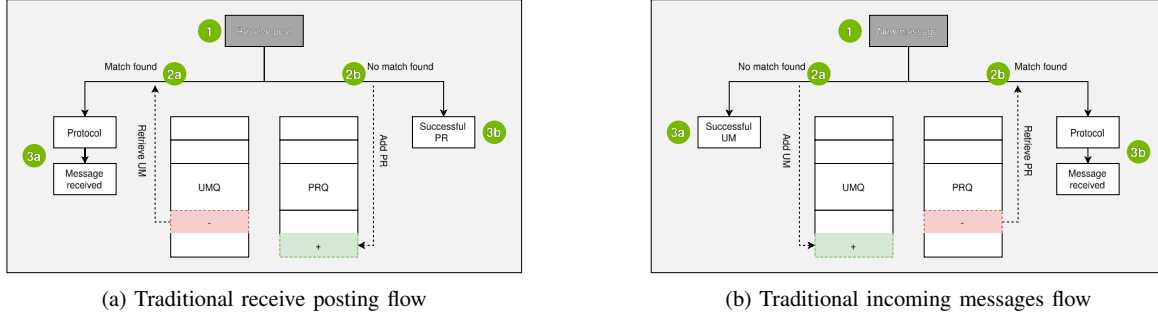 1
Receive post
Match found
2a
2b
No match found
Protocol
3a
Message
received
Retrieve UM
UMQ
-
PRQ
+
Add PR
Successful
PR
3b
(a) Traditional receive posting flow
1
New message
No match found
2a
2b
Match found
3a
Successful
UM
Add UM
UMQ
+
PRQ
-
Retrieve PR
Protocol
3b
Message
received
(b) Traditional incoming messages flow